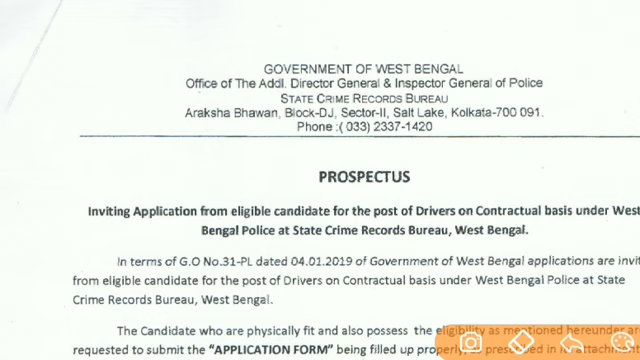 GOVERNMENT OF WEST BENGAL
Office of The Addl. Director General & Inspector General of Police
STATE CRIME RECORDS BUREAU
Araksha Bhawan, Block-DJ, Sector-II, Salt Lake, Kolkata-700 091.
Phone :( 033) 2337-1420
PROSPECTUS
Inviting Application from eligible candidate for the post of Drivers on Contractual basis under West
Bengal Police at State Crime Records Bureau, West Bengal.
In terms of G.O No.31-PL dated 04.01.2019 of Government of West Bengal applications are
from eligible candidate for the post of Drivers on Contractual basis under West Bengal Police at State
Crime Records Bureau, West Bengal.
The Candidate who are physically fit and also possess the eligibility as mentioned hereunder
requested to submit the "APPLICATION FORM" being filled up